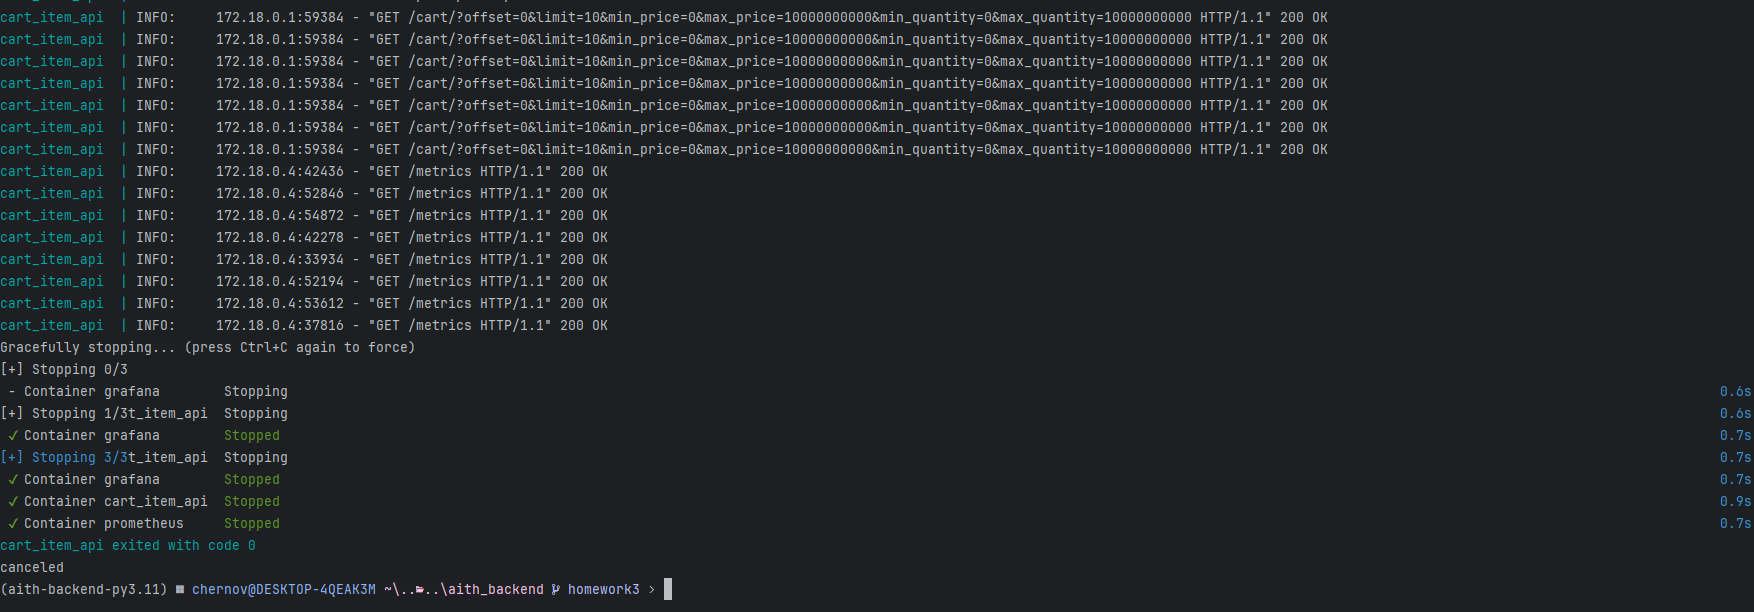 cart_item_api  | INFO:     172.18.0.1:59384 - "GET /cart/?offset=0&limit=10&min_price=0&max_price=10000000000&min_quantity=0&max_quantity=10000000000 HTTP/1.1" 200 OK
cart_item_api  | INFO:     172.18.0.1:59384 - "GET /cart/?offset=0&limit=10&min_price=0&max_price=10000000000&min_quantity=0&max_quantity=10000000000 HTTP/1.1" 200 OK
cart_item_api  | INFO:     172.18.0.1:59384 - "GET /cart/?offset=0&limit=10&min_price=0&max_price=10000000000&min_quantity=0&max_quantity=10000000000 HTTP/1.1" 200 OK
cart_item_api  | INFO:     172.18.0.1:59384 - "GET /cart/?offset=0&limit=10&min_price=0&max_price=10000000000&min_quantity=0&max_quantity=10000000000 HTTP/1.1" 200 OK
cart_item_api  | INFO:     172.18.0.1:59384 - "GET /cart/?offset=0&limit=10&min_price=0&max_price=10000000000&min_quantity=0&max_quantity=10000000000 HTTP/1.1" 200 OK
cart_item_api  | INFO:     172.18.0.1:59384 - "GET /cart/?offset=0&limit=10&min_price=0&max_price=10000000000&min_quantity=0&max_quantity=10000000000 HTTP/1.1" 200 OK
cart_item_api  | INFO:     172.18.0.1:59384 - "GET /cart/?offset=0&limit=10&min_price=0&max_price=10000000000&min_quantity=0&max_quantity=10000000000 HTTP/1.1" 200 OK
cart_item_api  | INFO:     172.18.0.4:42436 - "GET /metrics HTTP/1.1" 200 OK
cart_item_api  | INFO:     172.18.0.4:52846 - "GET /metrics HTTP/1.1" 200 OK
cart_item_api  | INFO:     172.18.0.4:54872 - "GET /metrics HTTP/1.1" 200 OK
cart_item_api  | INFO:     172.18.0.4:42278 - "GET /metrics HTTP/1.1" 200 OK
cart_item_api  | INFO:     172.18.0.4:33934 - "GET /metrics HTTP/1.1" 200 OK
cart_item_api  | INFO:     172.18.0.4:52194 - "GET /metrics HTTP/1.1" 200 OK
cart_item_api  | INFO:     172.18.0.4:53612 - "GET /metrics HTTP/1.1" 200 OK
cart_item_api  | INFO:     172.18.0.4:37816 - "GET /metrics HTTP/1.1" 200 OK
Gracefully stopping... (press Ctrl+C again to force)
[+] Stopping 0/3
 - Container grafana        Stopping 0.6s
[+] Stopping 1/3t_item_api  Stopping 0.6s
 ✓ Container grafana        Stopped 0.7s
[+] Stopping 3/3t_item_api  Stopping 0.7s
 ✓ Container grafana        Stopped 0.7s
 ✓ Container cart_item_api  Stopped 0.9s
 ✓ Container prometheus     Stopped 0.7s
cart_item_api exited with code 0
canceled
(aith-backend-py3.11) chernov@DESKTOP-4QEAK3M ~\....\aith_backend homework3 >